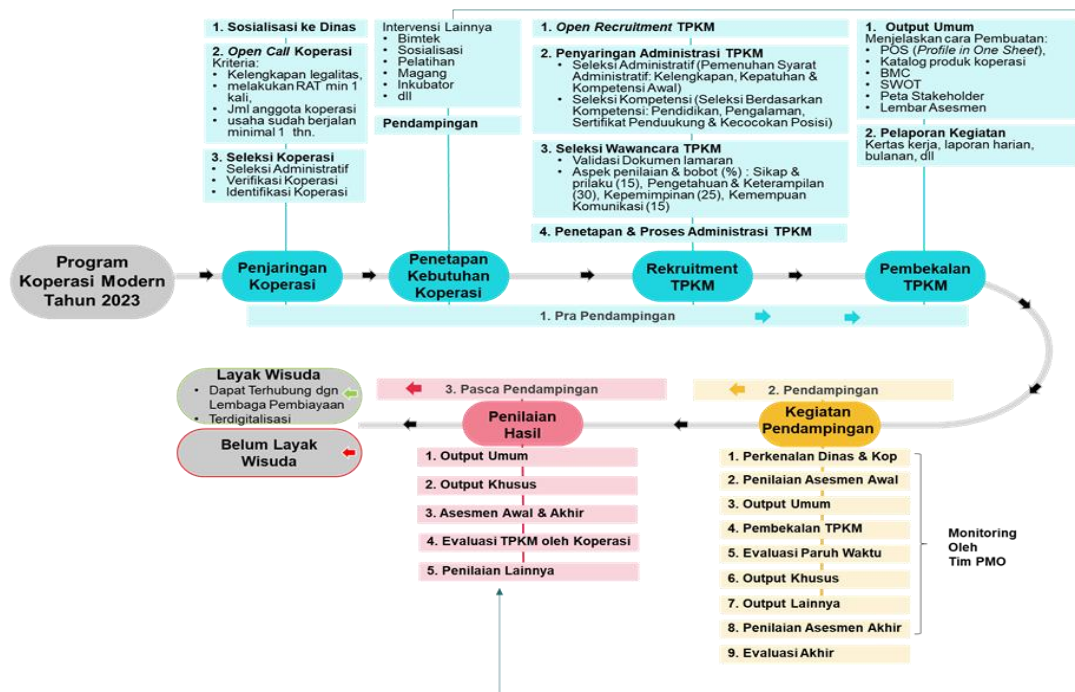 1. Sosialisasi ke Dinas
2. Open Call Koperasi
Kriteria:
• Kelengkapan legalitas,
• melakukan RAT min 1
kali,
• Jml anggota koperasi
• usaha sudah berjalan
minimal 1 thn.
3. Seleksi Koperasi
• Seleksi Administratif
• Verifikasi Koperasi
• Identifikasi Koperasi
Intervensi Lainnya
• Bimtek
• Sosialisasi
• Pelatihan
• Magang
• Inkubator
• dll
Pendampingan
1. Open Recruitment TPKM
2. Penyaringan Administrasi TPKM
• Seleksi Administratif (Pemenuhan Syarat
Administratif: Kelengkapan, Kepatuhan &
Kompetensi Awal)
• Seleksi Kompetensi (Seleksi Berdasarkan
Kompetensi: Pendidikan, Pengalaman,
Sertifikat Penduukung & Kecocokan Posisi)
3. Seleksi Wawancara TPKM
• Validasi Dokumen lamaran
• Aspek penilaian & bobot (%) : Sikap &
prilaku (15), Pengetahuan & Keterampilan
(30), Kepemimpinan (25), Kemempuan
Komunikasi (15)
4. Penetapan & Proses Administrasi TPKM
1. Output Umum
Menjelaskan cara Pembuatan:
• POS (Profile in One Sheet),
• Katalog produk koperasi
• BMC
• SWOT
• Peta Stakeholder
• Lembar Asesmen
2. Pelaporan Kegiatan
Kertas kerja, laporan harian,
bulanan, dll
Program
Koperasi Modern
Tahun 2023
Penjaringan
Koperasi
Penetapan
Kebutuhan
Koperasi
Rekruitment
TPKM
Pembekalan
TPKM
1. Pra Pendampingan
Layak Wisuda
• Dapat Terhubung dgn
Lembaga Pembiayaan
• Terdigitalisasi
Belum Layak
Wisuda
3. Pasca Pendampingan
Penilaian
Hasil
1. Output Umum
2. Output Khusus
3. Asesmen Awal & Akhir
4. Evaluasi TPKM oleh Koperasi
5. Penilaian Lainnya
2. Pendampingan
Kegiatan
Pendampingan
1. Perkenalan Dinas & Kop
2. Penilaian Asesmen Awal
3. Output Umum
4. Pembekalan TPKM
5. Evaluasi Paruh Waktu
6. Output Khusus
7. Output Lainnya
8. Penilaian Asesmen Akhir
9. Evaluasi Akhir
Monitoring
Oleh
Tim PMO